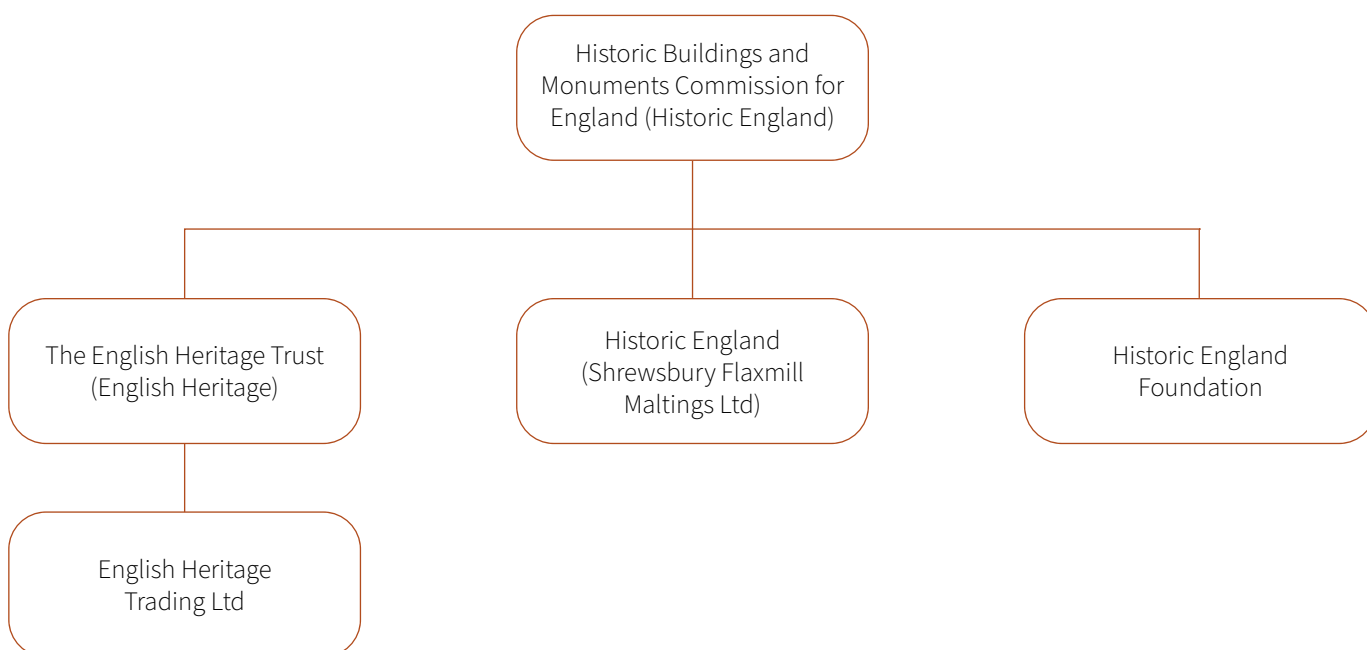 Historic Buildings and
Monuments Commission for
England (Historic England)
The English Heritage Trust
(English Heritage)
Historic England
(Shrewsbury Flaxmill
Maltings Ltd)
Historic England
Foundation
English Heritage
Trading Ltd